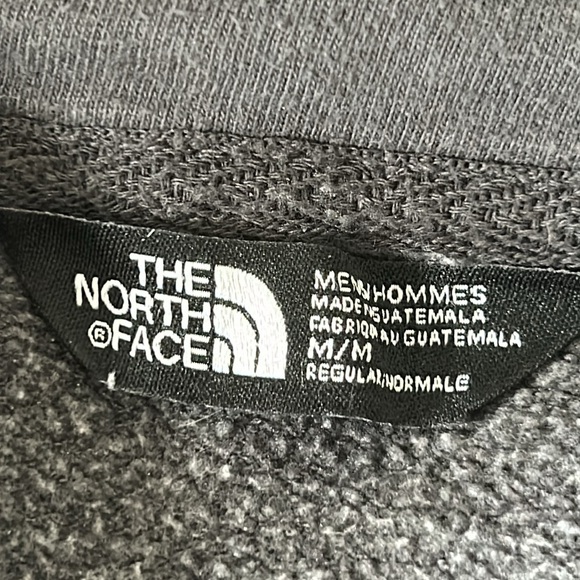 THE
NORTH
®FACE
MEN/HOMMES
MADE IN GUATEMALA
FABRIQUÉ AU GUATEMALA
M/M
REGULAR/NORMALE